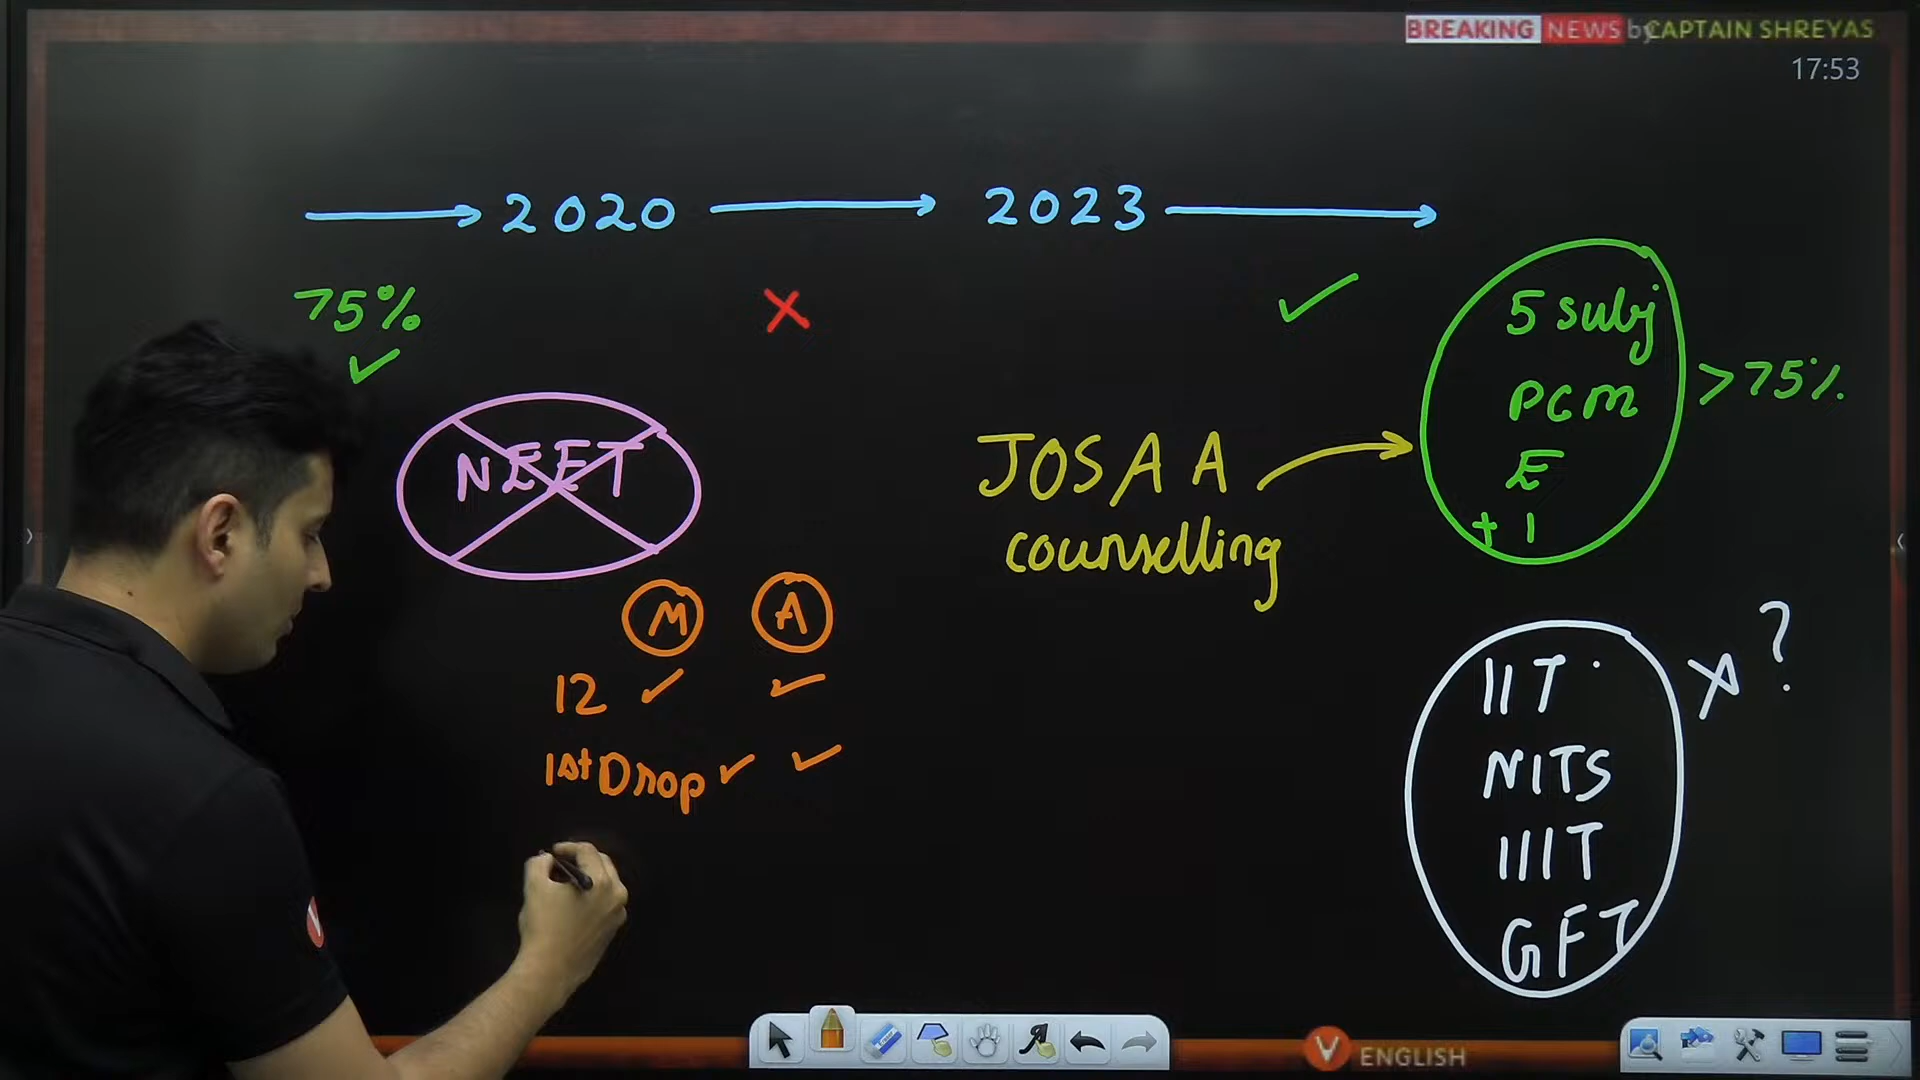 BREAKING NEWS by CAPTAIN SHREYAS
17:53
2020 2023
75%
5 subj
PCM
E
+ 1
>75%
NEET
JOSAA
counselling
M A
12
1st Drop
IIT
NITS
IIIT
GFT
?
V ENGLISH